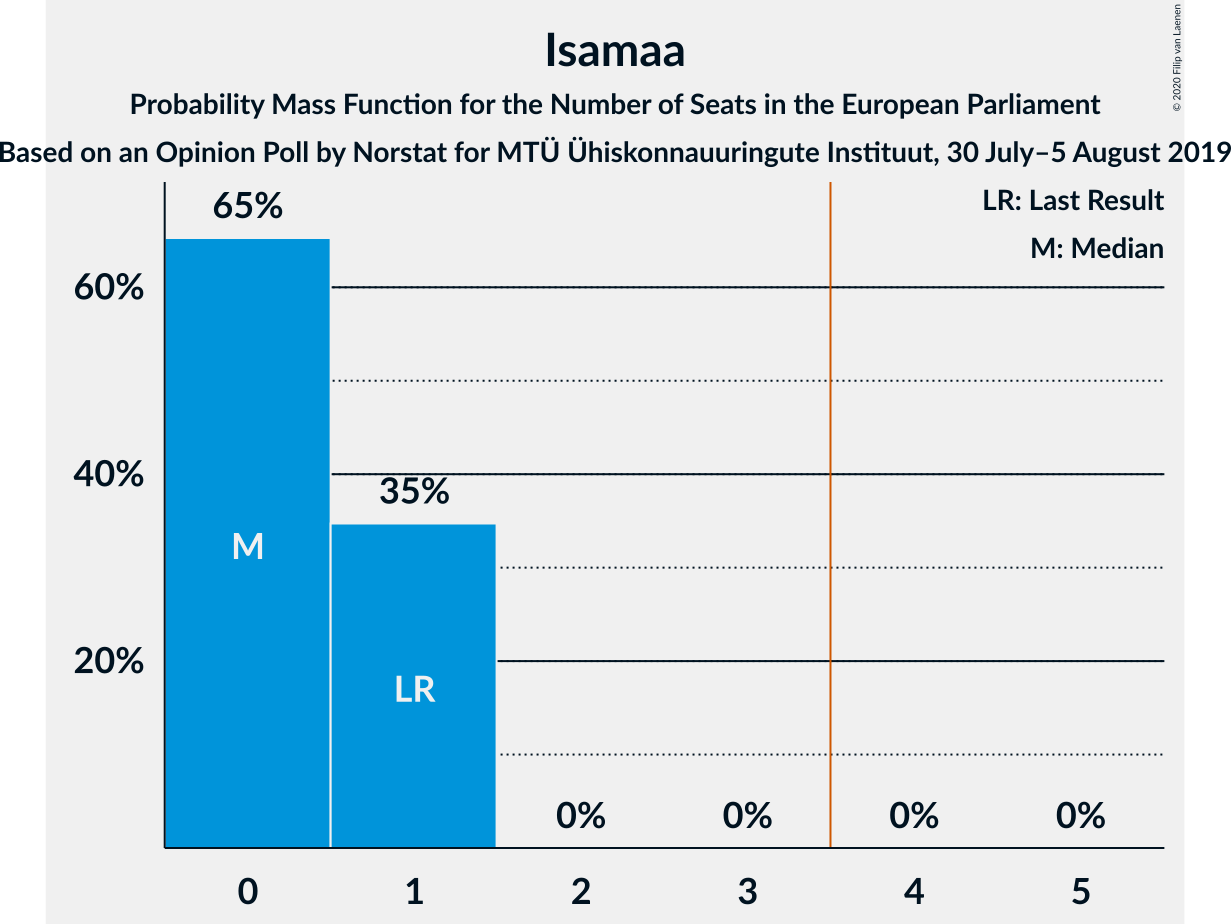 Isamaa
Probability Mass Function for the Number of Seats in the European Parliament
Based on an Opinion Poll by Norstat for MTÜ Ühiskonnauuringute Instituut, 30 July–5 August 2019
© 2020 Filip van Laenen
LR: Last Result
M: Median
65%
60%
40%
35%
M
20%
LR
0% 0% 0% 0%
0 1 2 3 4 5